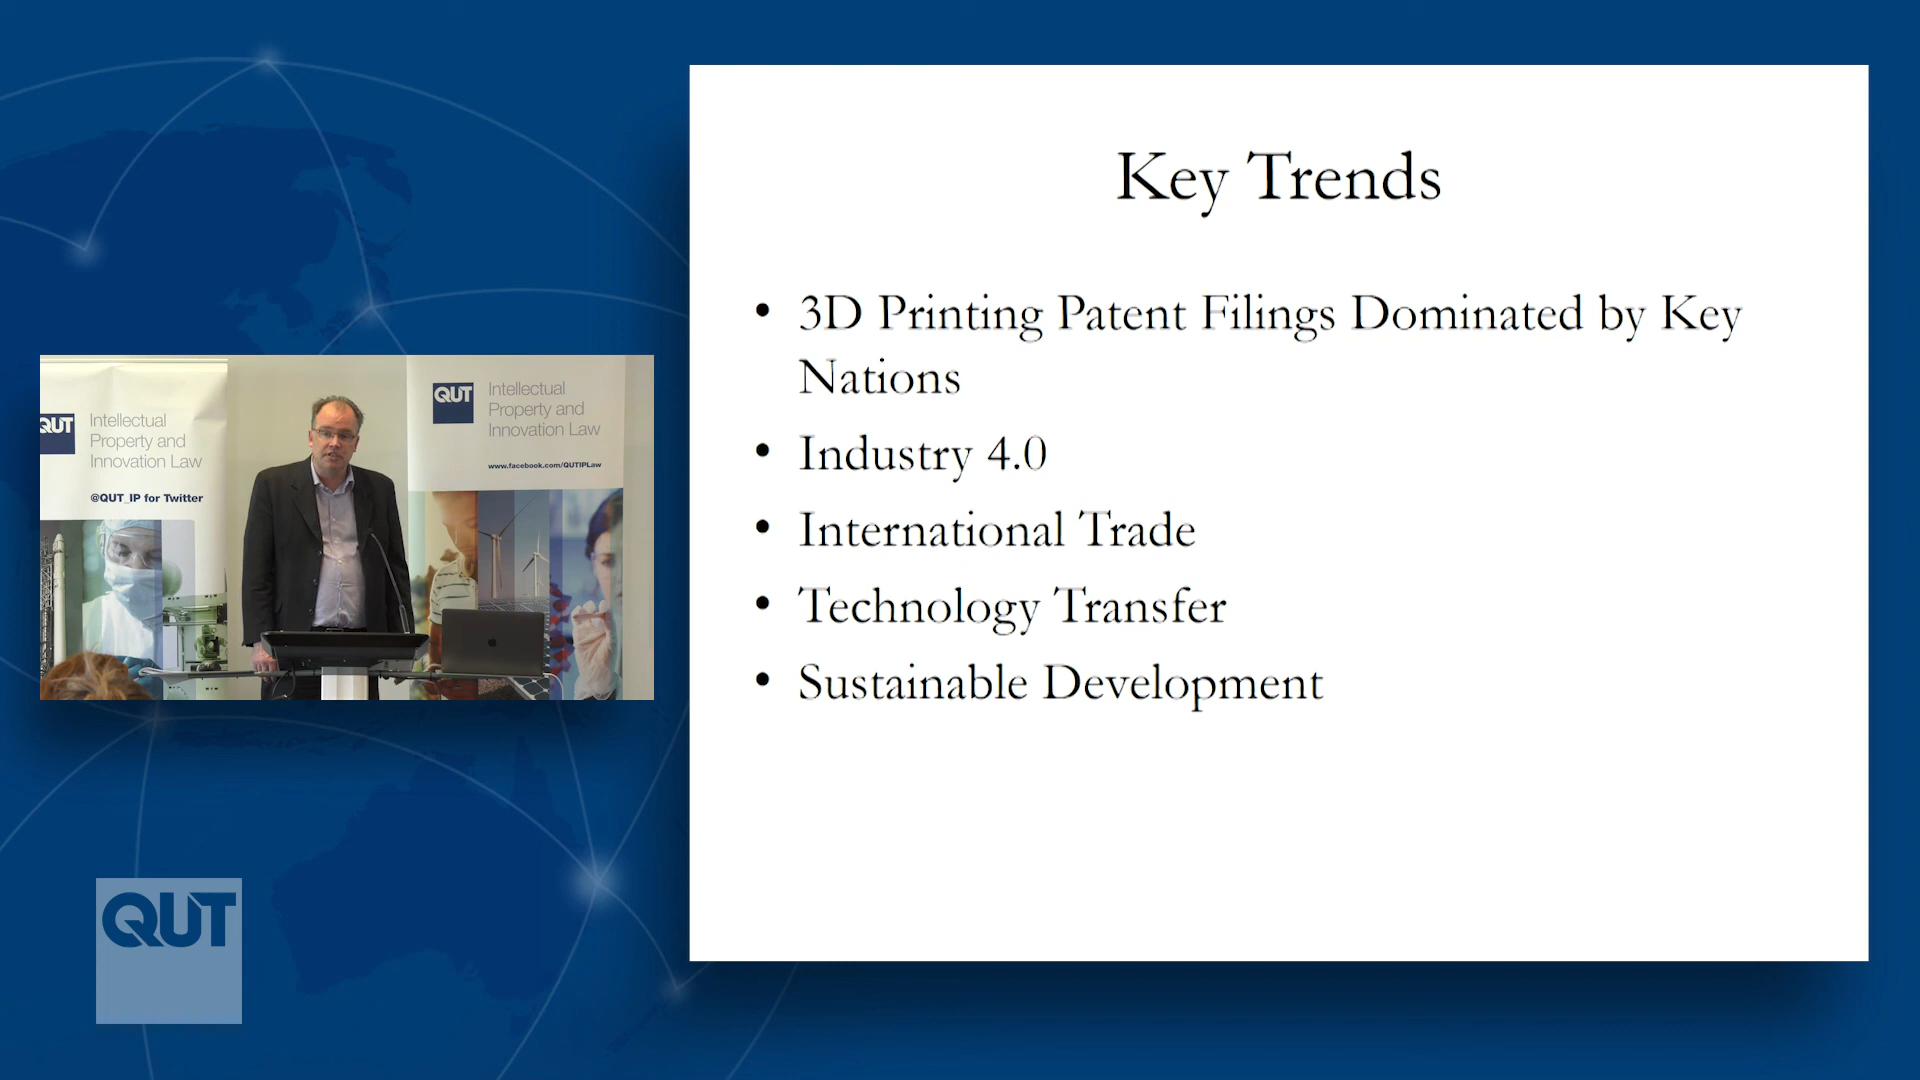 Key Trends
• 3D Printing Patent Filings Dominated by Key
Nations
• Industry 4.0
• International Trade
• Technology Transfer
• Sustainable Development
QUT
Intellectual
Property and
Innovation Law
@QUT_IP for Twitter
QUT
Intellectual
Property and
Innovation Law
www.facebook.com/QUTIPLaw
QUT